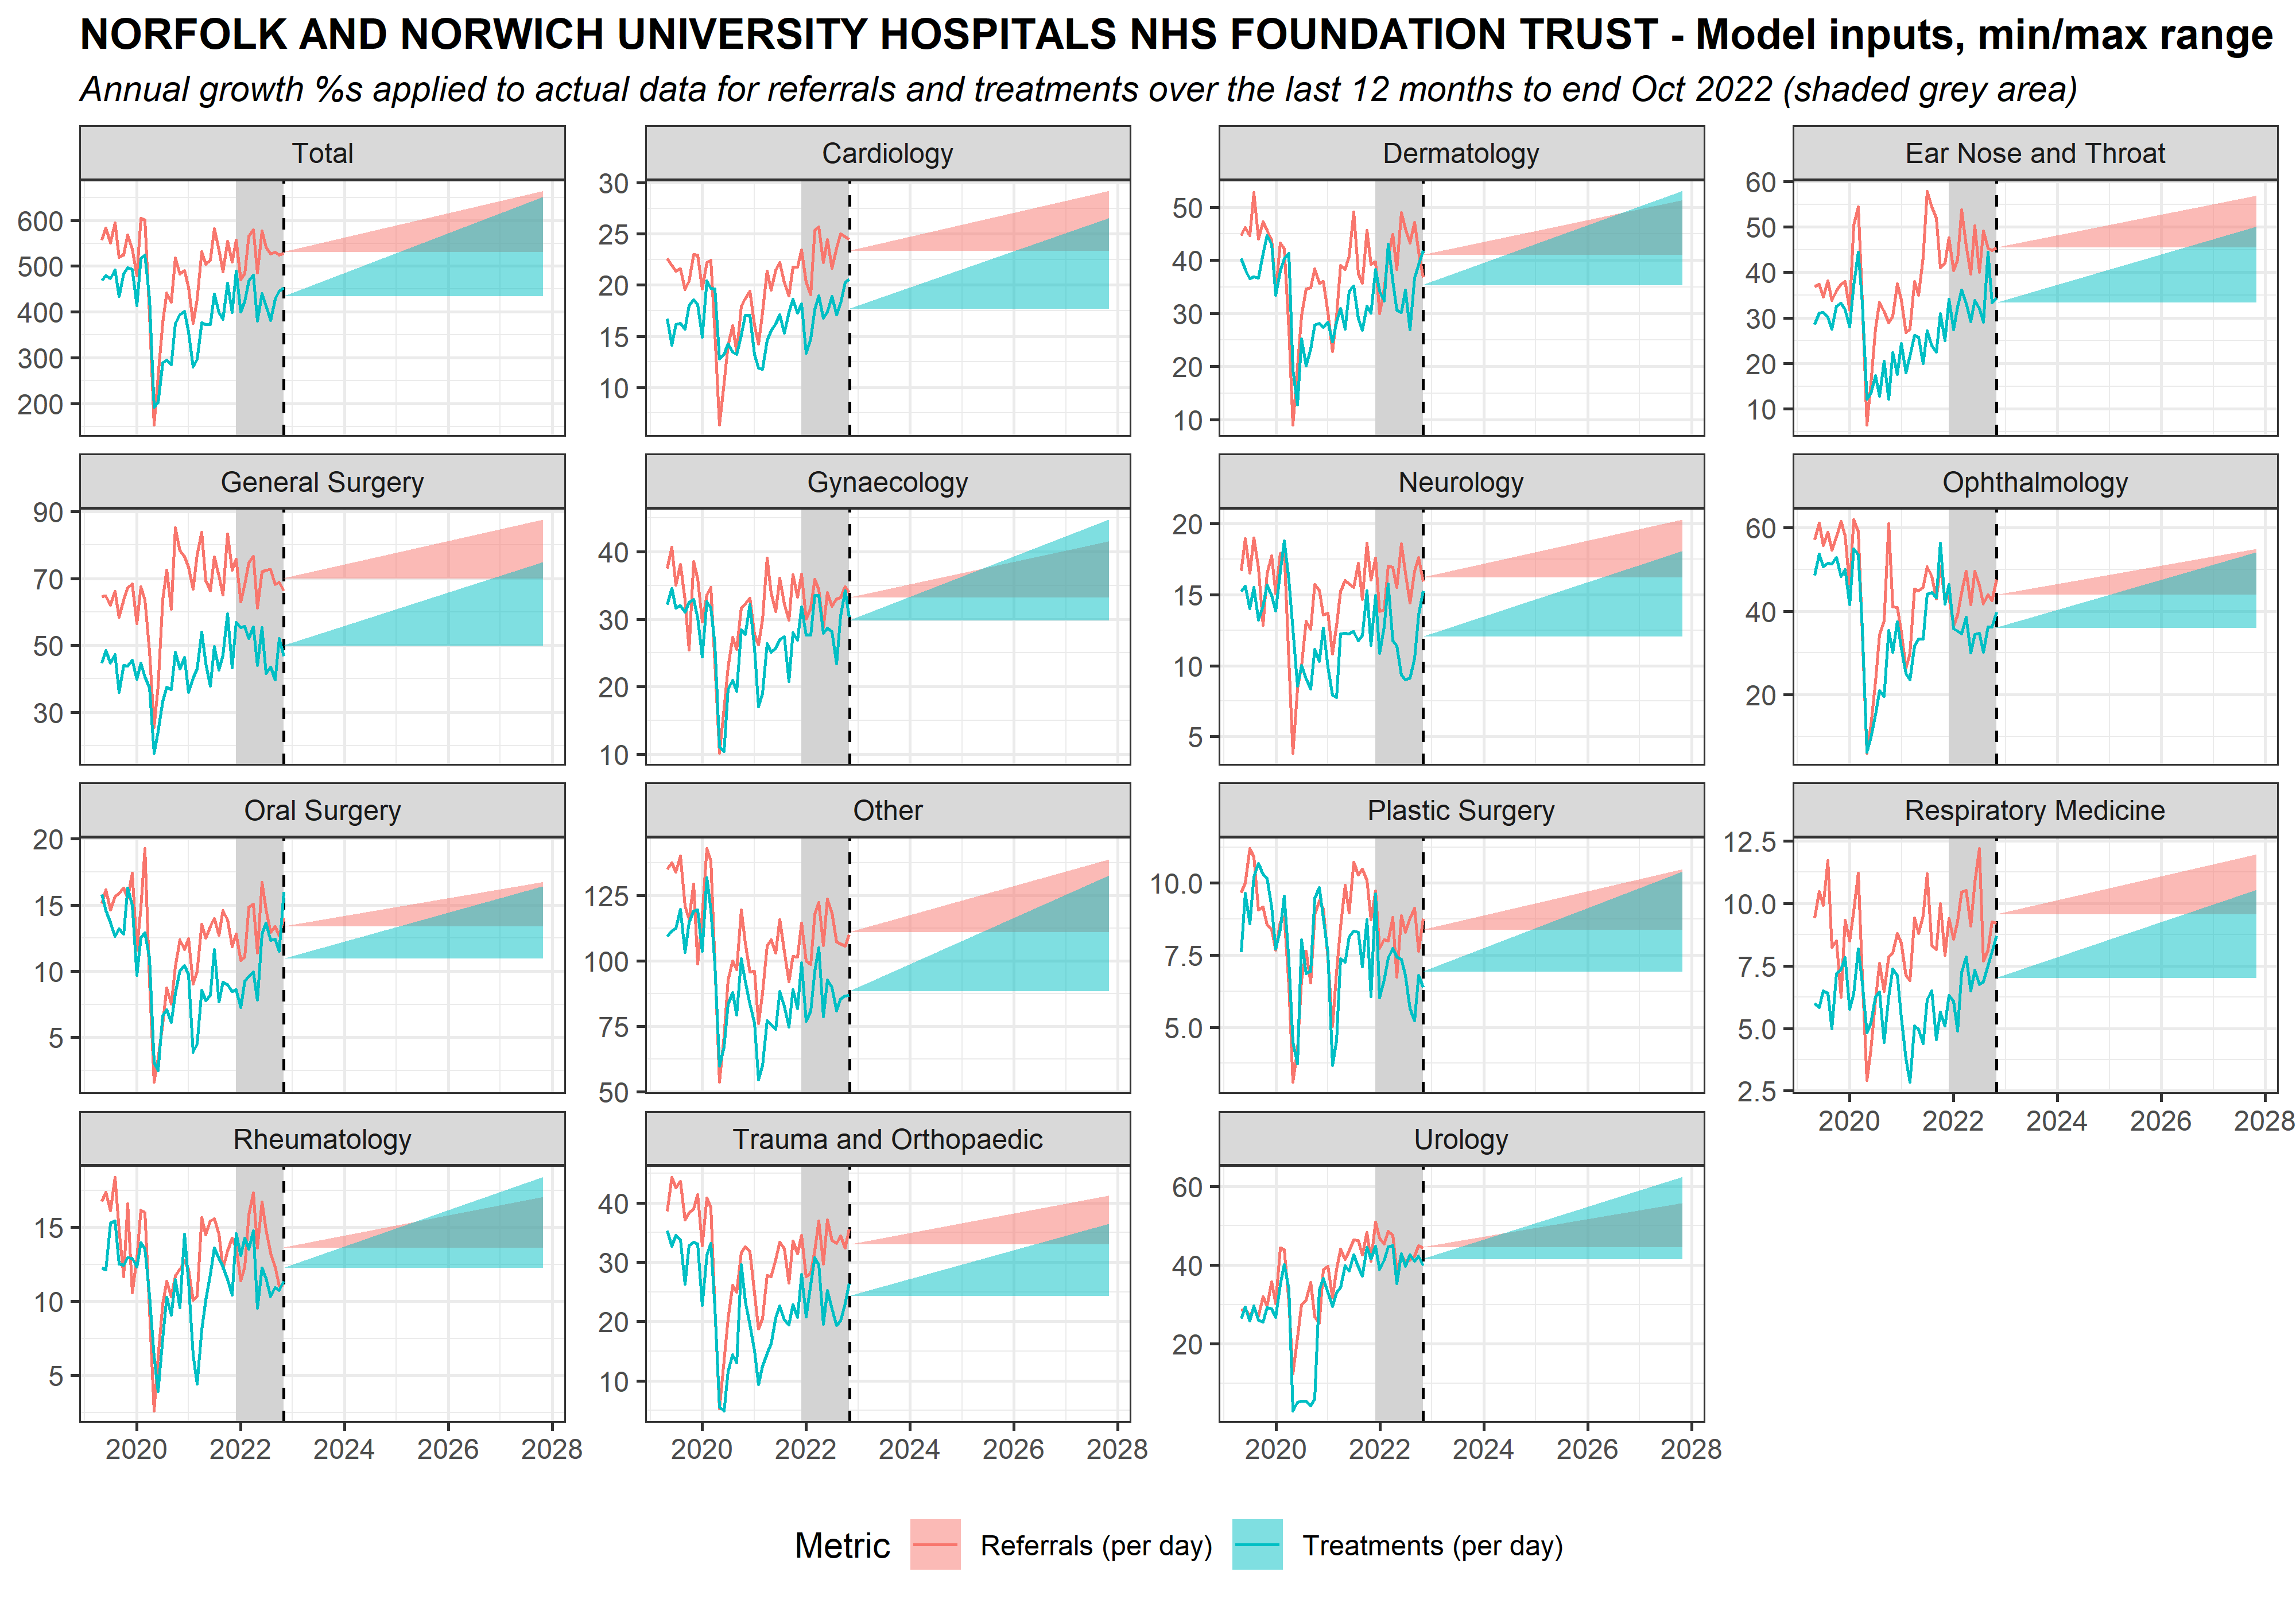 NORFOLK AND NORWICH UNIVERSITY HOSPITALS NHS FOUNDATION TRUST - Model inputs, min/max range
Annual growth %s applied to actual data for referrals and treatments over the last 12 months to end Oct 2022 (shaded grey area)
Total
600
500
400
300
200
Cardiology
30
25
20
15
10
Dermatology
50
40
30
20
10
Ear Nose and Throat
60
50
40
30
20
10
General Surgery
90
70
50
30
Gynaecology
40
30
20
10
Neurology
20
15
10
5
Ophthalmology
60
40
20
Oral Surgery
20
15
10
5
Other
125
100
75
50
Plastic Surgery
10.0
7.5
5.0
Respiratory Medicine
12.5
10.0
7.5
5.0
2.5
2020 2022 2024 2026 2028
Rheumatology
15
10
5
2020 2022 2024 2026 2028
Trauma and Orthopaedic
40
30
20
10
2020 2022 2024 2026 2028
Urology
60
40
20
2020 2022 2024 2026 2028
Metric Referrals (per day) Treatments (per day)